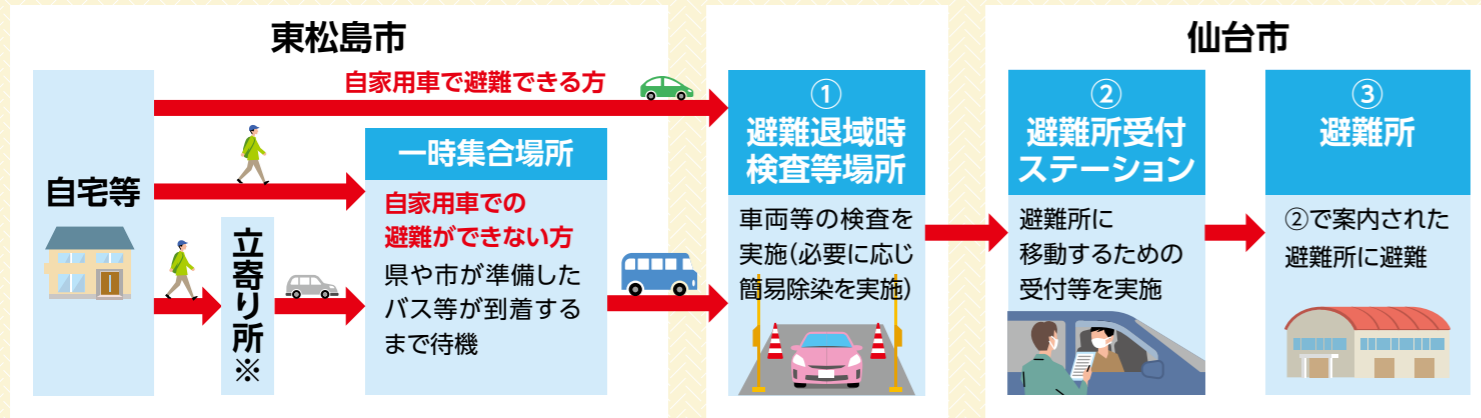 東松島市
自家用車で避難できる方
自宅等
立寄り所※
一時集合場所
自家用車での
避難ができない方
県や市が準備した
バス等が到着する
まで待機
①
避難退域時
検査等場所
車両等の検査を
実施(必要に応じ
簡易除染を実施)
仙台市
②
避難所受付
ステーション
避難所に
移動するための
受付等を実施
③
避難所
②で案内された
避難所に避難